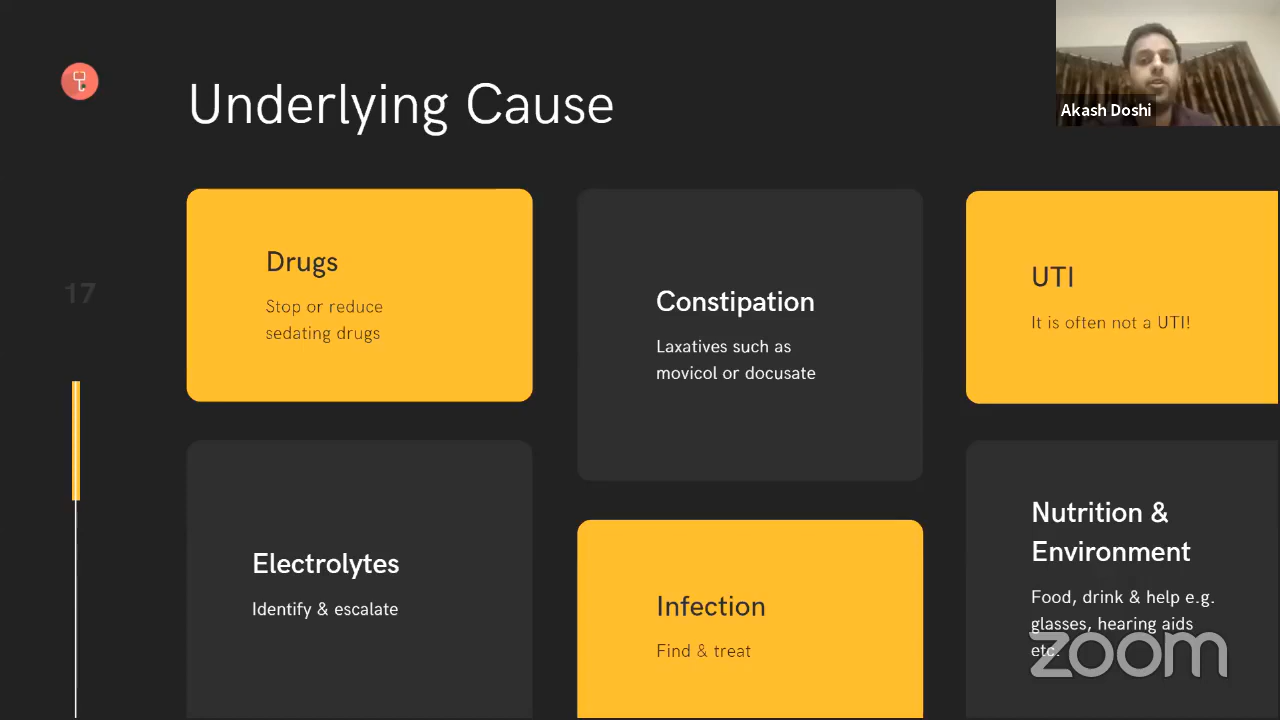 Underlying Cause
Akash Doshi
17
Drugs
Stop or reduce
sedating drugs
Constipation
Laxatives such as
movicol or docusate
UTI
It is often not a UTI!
Electrolytes
Identify & escalate
Infection
Find & treat
Nutrition &
Environment
Food, drink & help e.g.
glasses, hearing aids
etc.
zoom